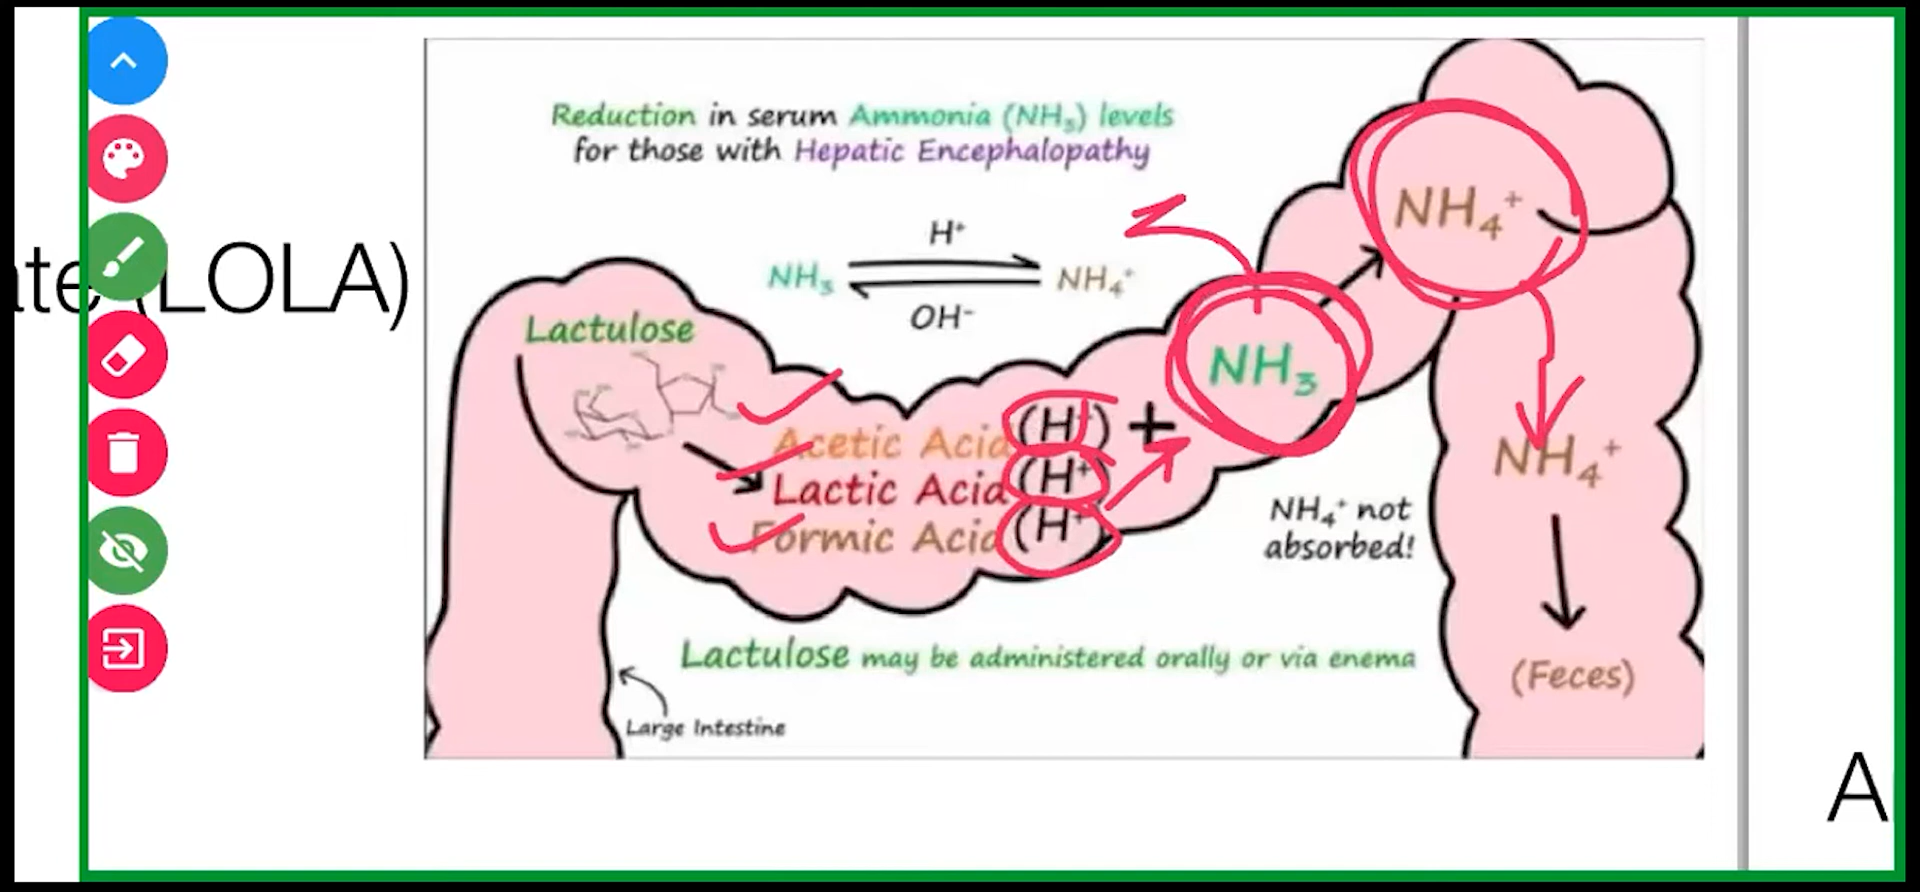 Reduction in serum Ammonia (NH₃) levels
for those with Hepatic Encephalopathy
H⁺
NH₃ NH₄⁺
OH⁻
ate (LOLA)
Lactulose
Acetic Acid (H⁺) +
Lactic Acid (H⁺)
Formic Acid (H⁺)
NH₃
NH₄⁺
NH₄⁺
NH₄⁺ not
absorbed!
(Feces)
Lactulose may be administered orally or via enema
Large Intestine
A